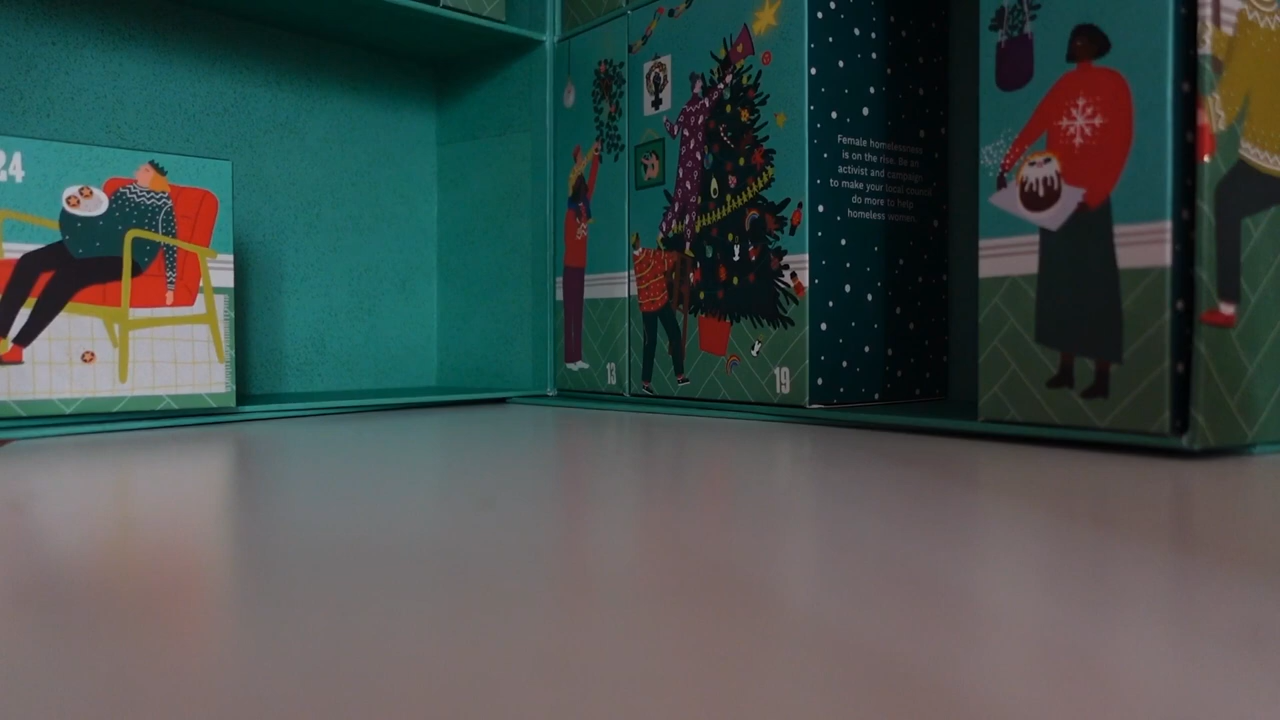 24
13
19
Female homelessness
is on the rise. Be an
activist and campaign
to make your local council
do more to help
homeless women.